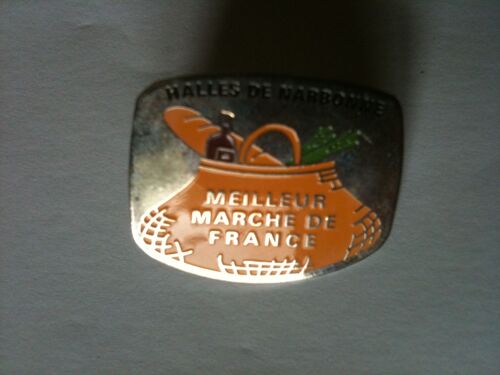 HALLES DE NARBONNE
MEILLEUR
MARCHE DE
FRANCE